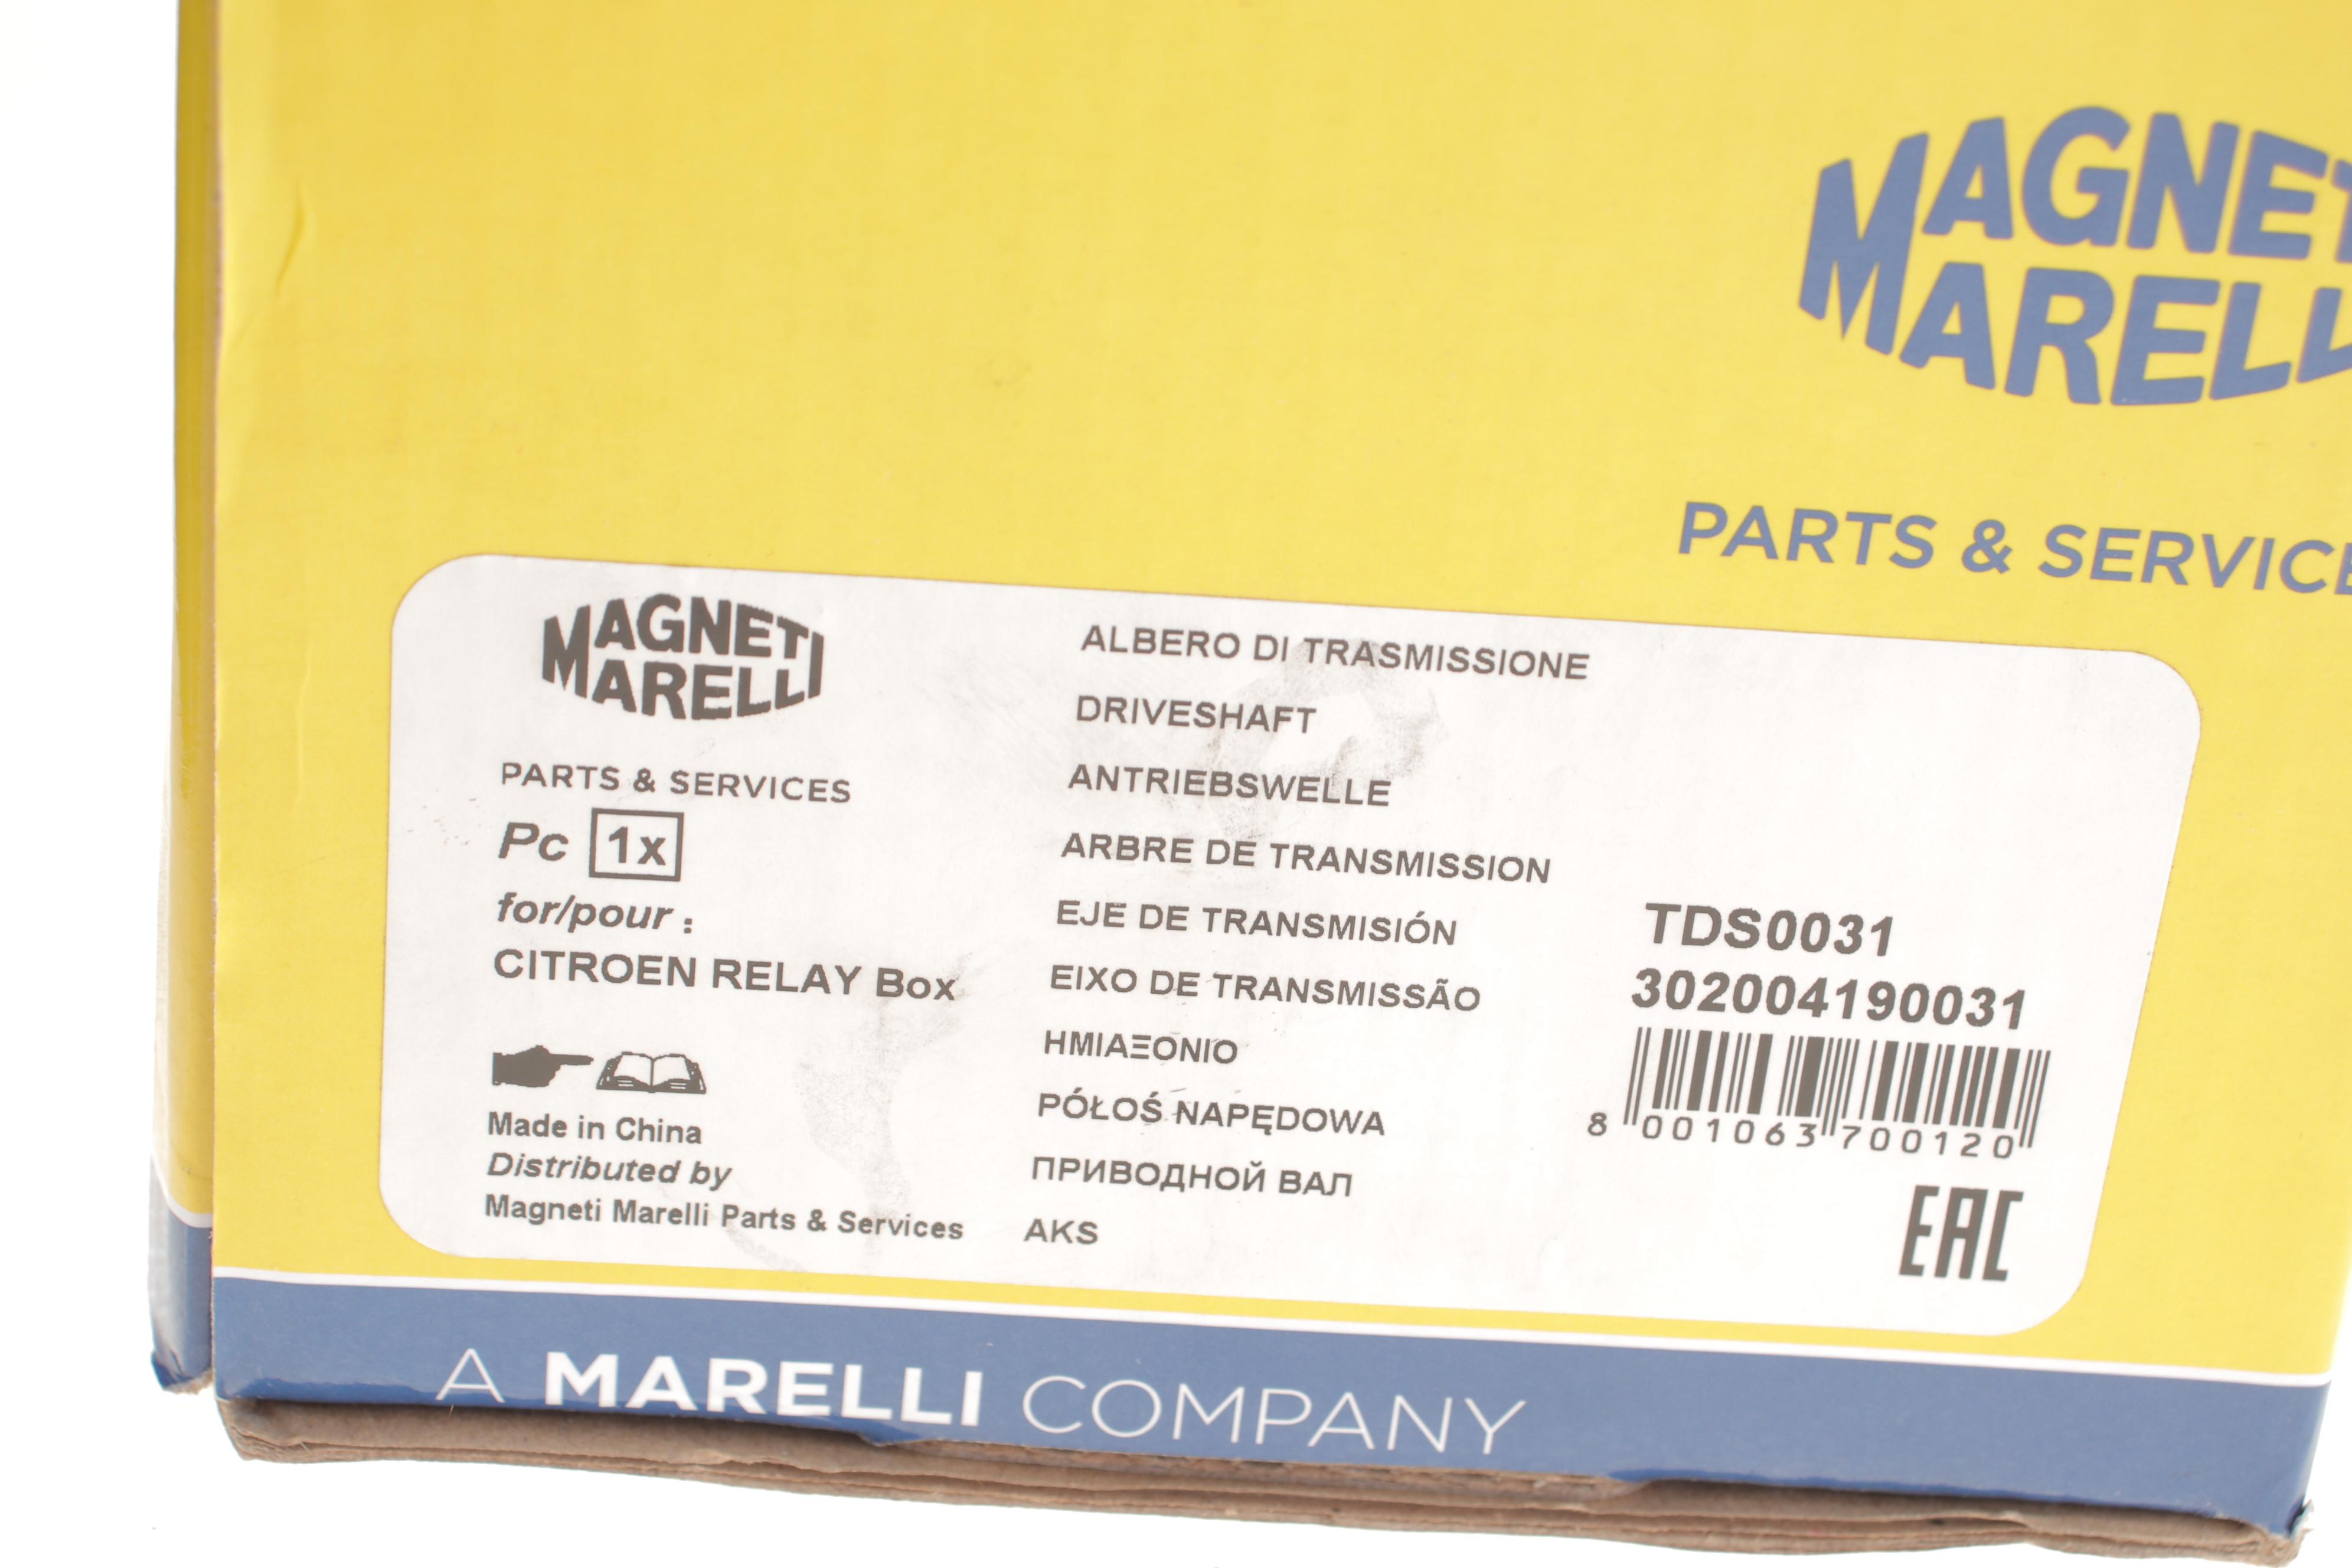 MAGNETI
MARELLI
PARTS & SERVICE
MAGNETI
MARELLI
PARTS & SERVICES
Pc 1x
for/pour :
CITROEN RELAY Box
Made in China
Distributed by
Magneti Marelli Parts & Services
ALBERO DI TRASMISSIONE
DRIVESHAFT
ANTRIEBSWELLE
ARBRE DE TRANSMISSION
EJE DE TRANSMISIÓN
EIXO DE TRANSMISSÃO
ΗΜΙΑΞΟΝΙΟ
PÓŁOŚ NAPĘDOWA
ПРИВОДНОЙ ВАЛ
AKS
TDS0031
302004190031
8 001063 700120
EAC
A MARELLI COMPANY